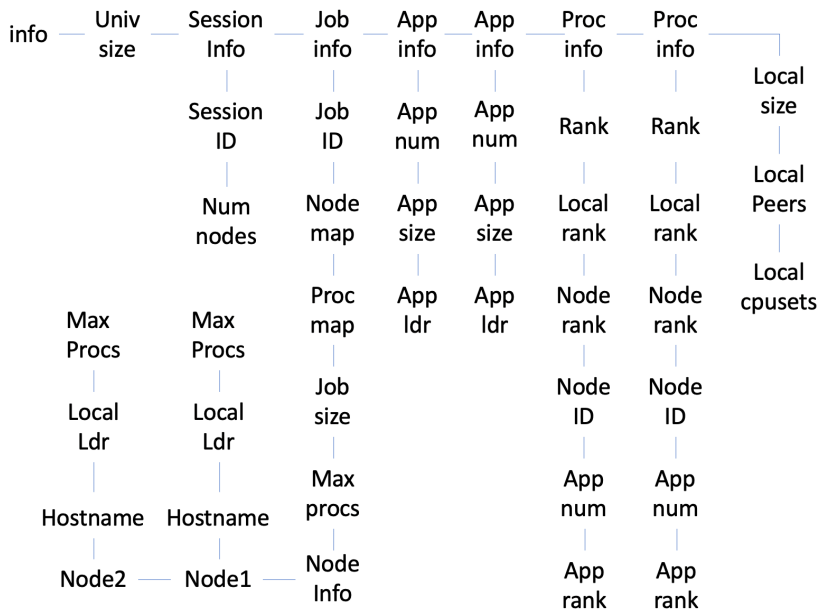 info
Univ
size
Session
Info
Job
info
App
info
App
info
Proc
info
Proc
info
Local
size
Local
Peers
Local
cpusets
Session
ID
Num
nodes
Job
ID
Node
map
Proc
map
Job
size
Max
procs
Node
Info
App
num
App
size
App
ldr
App
num
App
size
App
ldr
Rank
Local
rank
Node
rank
Node
ID
App
num
App
rank
Rank
Local
rank
Node
rank
Node
ID
App
num
App
rank
Max
Procs
Local
Ldr
Hostname
Node2
Max
Procs
Local
Ldr
Hostname
Node1